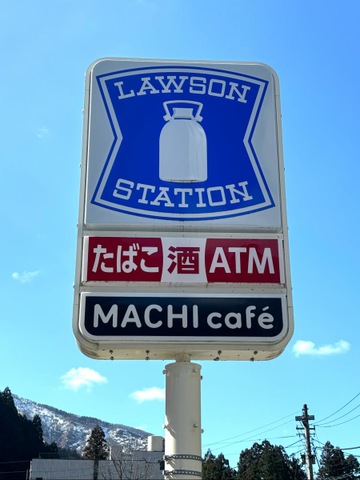 LAWSON
STATION
たばこ 酒 ATM
MACHI café